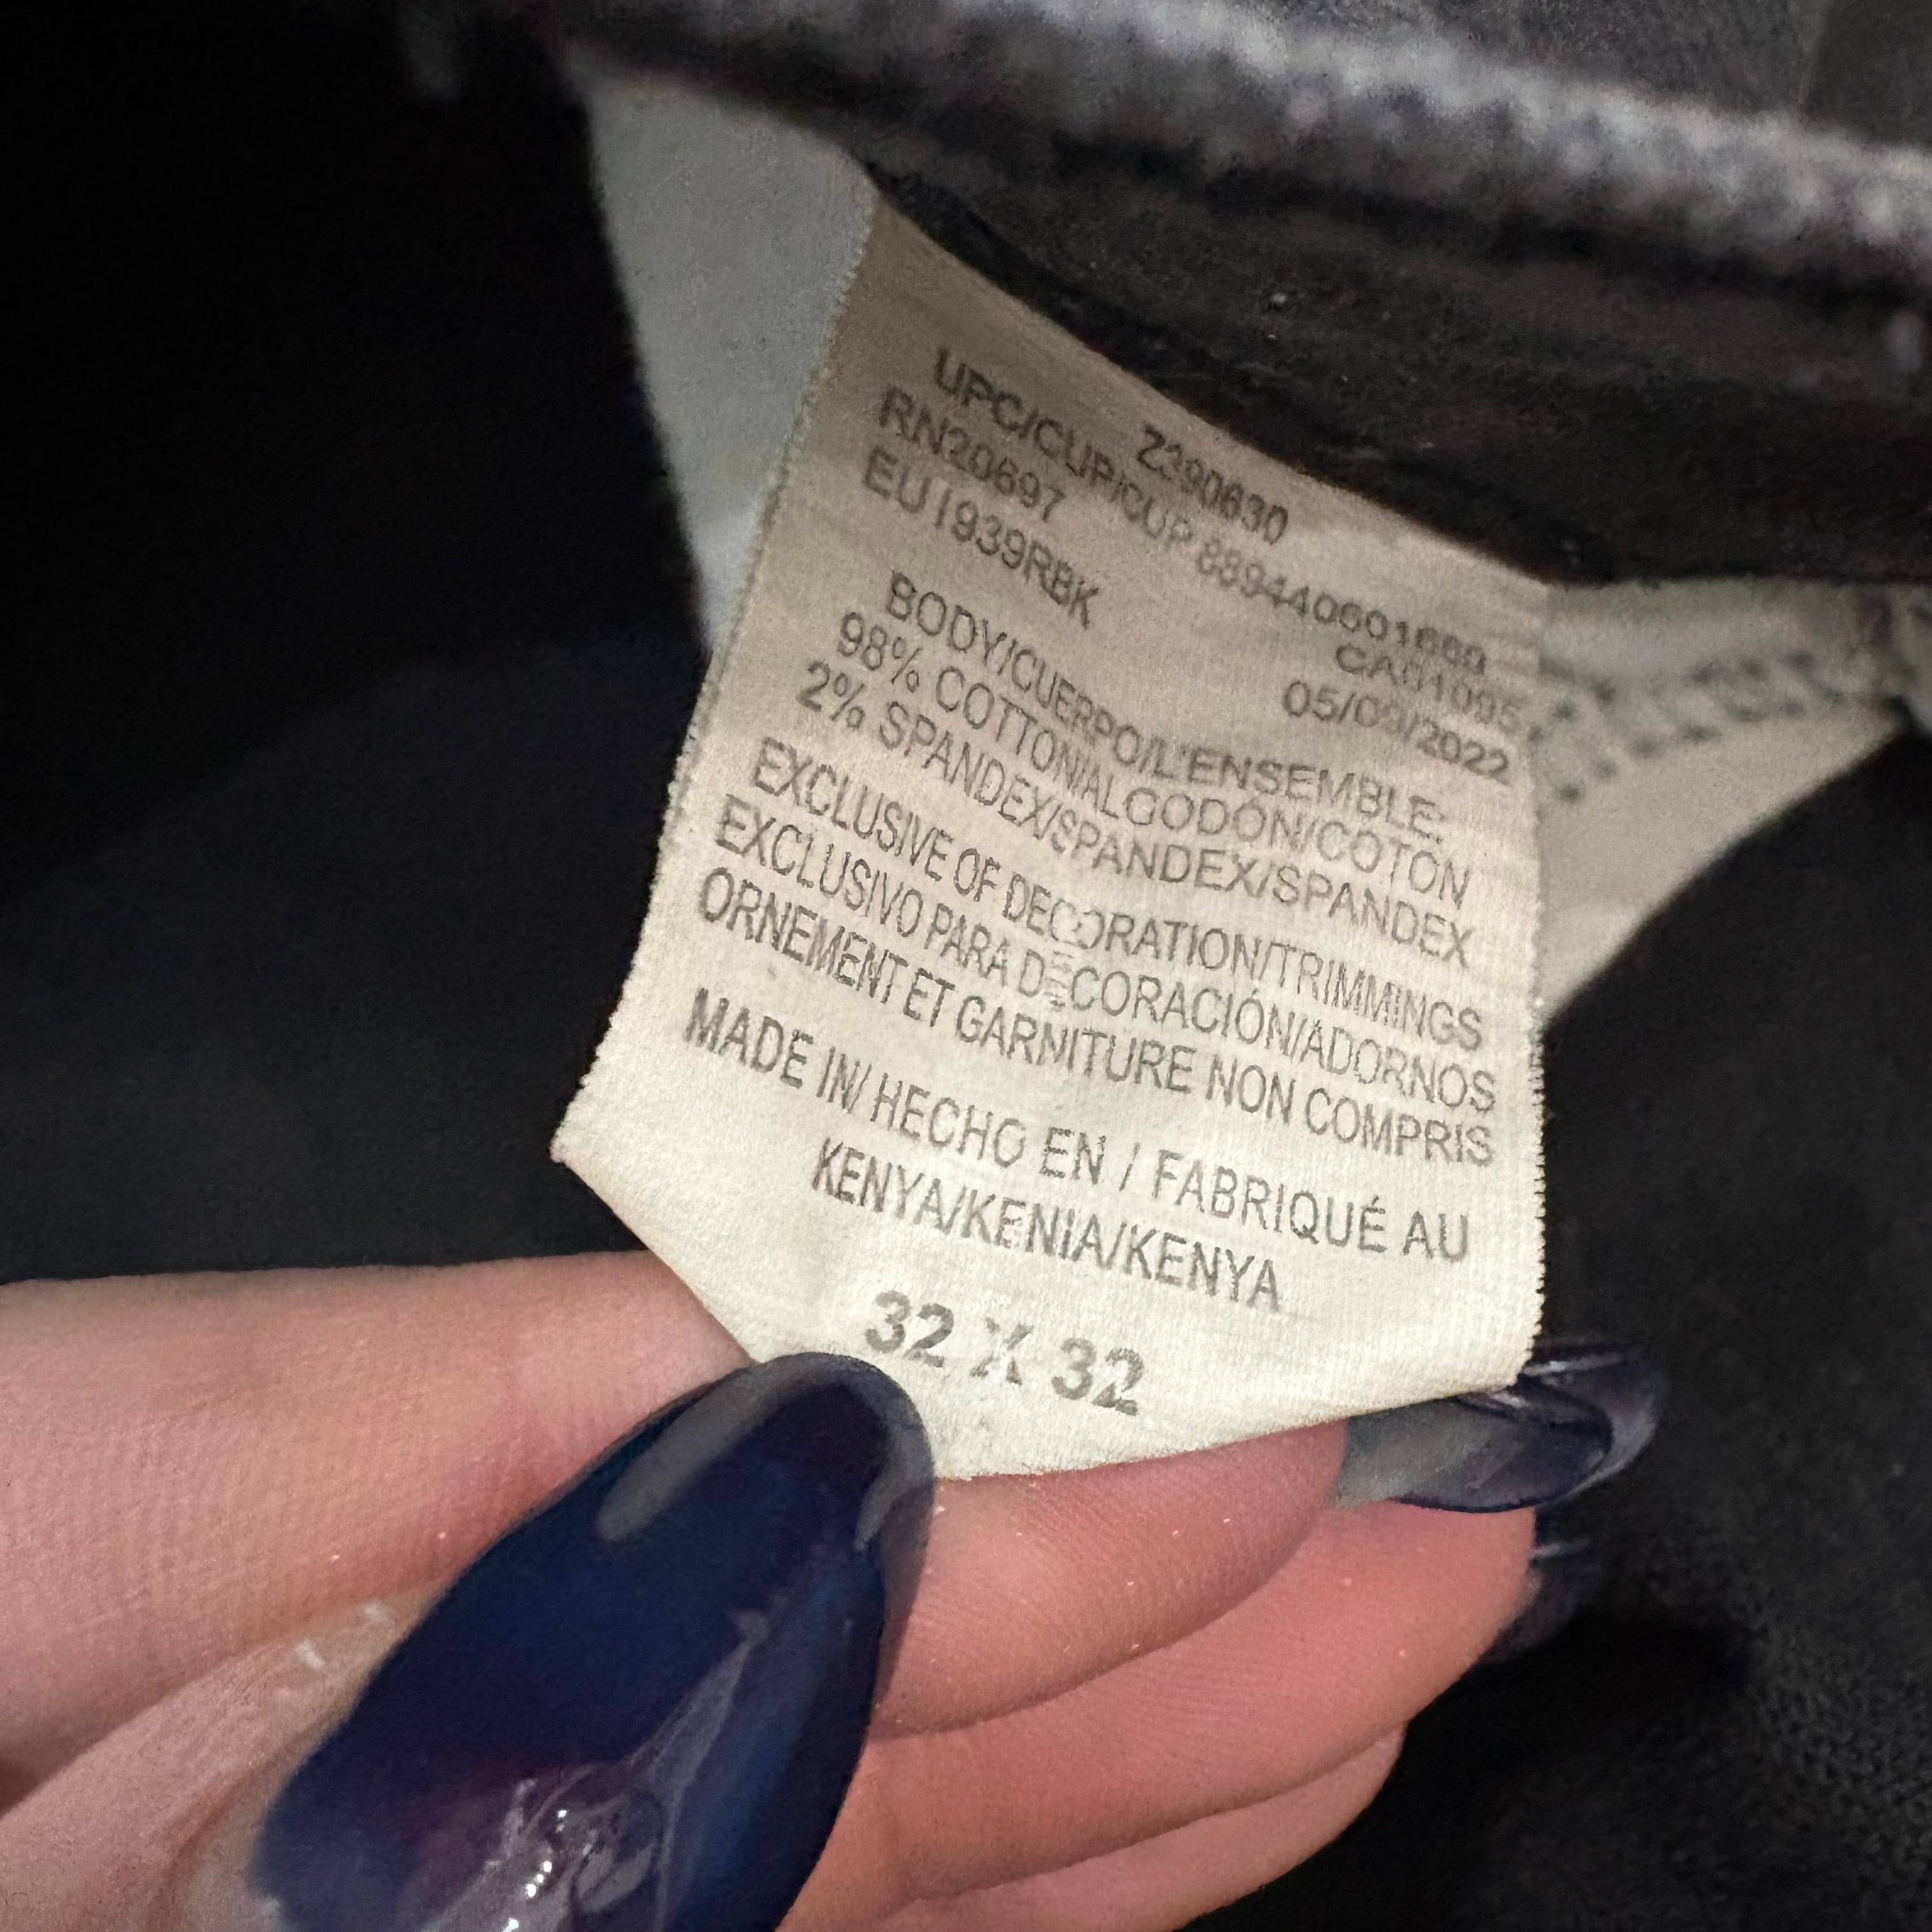 Z390630
UPC/CUP/CUP
RN20697
EU1939RBK 05/09/2022
BODY/CUERPO/L'ENSEMBLE:
98% COTTON/ALGODÓN/COTON
2% SPANDEX/SPANDEX/SPANDEX
EXCLUSIVE OF DECORATION/TRIMMINGS
EXCLUSIVO PARA DECORACIÓN/ADORNOS
ORNEMENT ET GARNITURE NON COMPRIS
MADE IN/ HECHO EN / FABRIQUÉ AU
KENYA/KENIA/KENYA
32 X 32